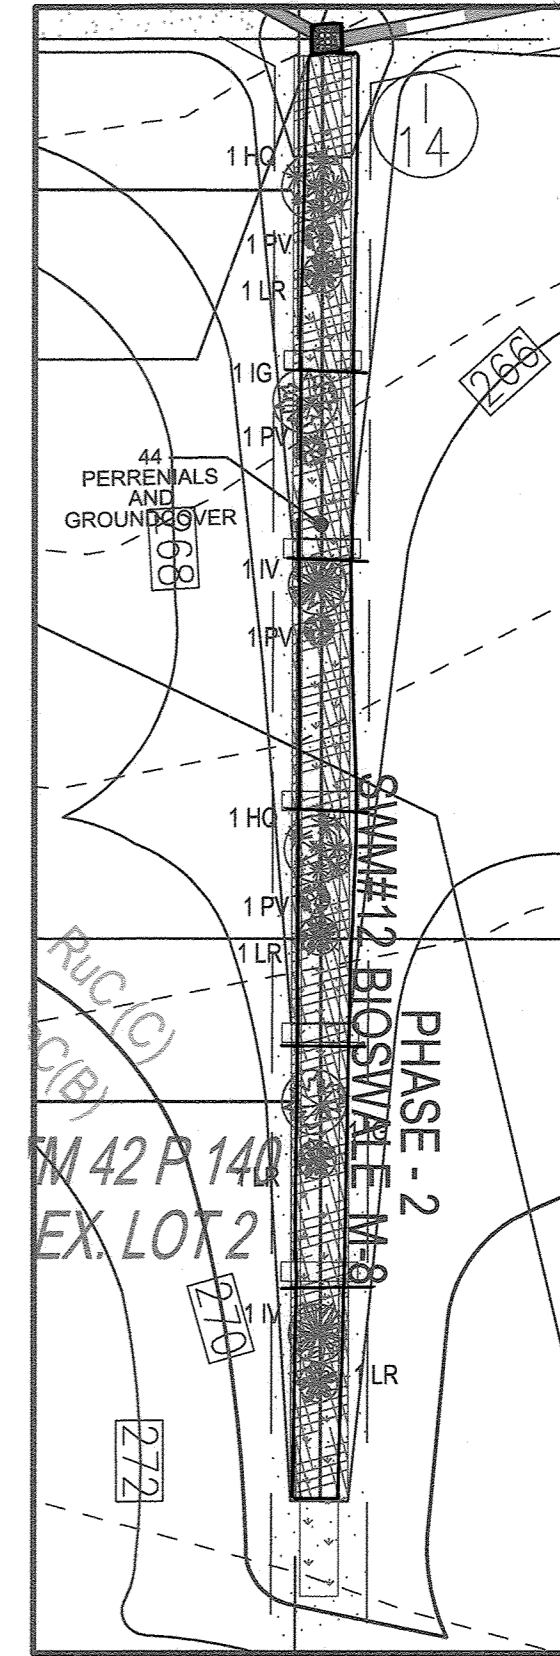 I
14
1 HQ
1 PV
1 LR
1 IG
266
1 PV
44
PERRENIALS
AND
GROUNDCOVER
268
1 IV
1 PV
1 HQ
1 PV
1 LR
SWM#12 BIOSWALE M-8
PHASE - 2
RuC(C)
C(B)
TM 42 P 140
EX. LOT 2
LR
270
1 IV
1 LR
272